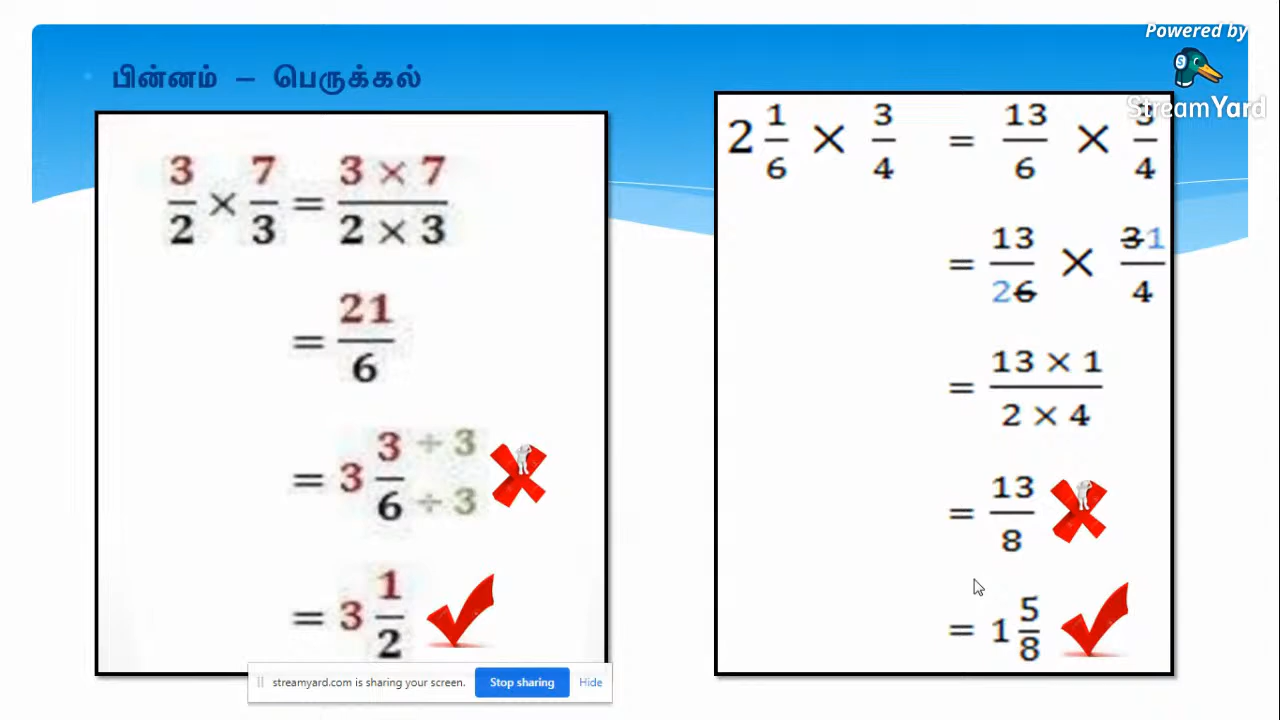 Powered by
StreamYard
பின்னம் – பெருக்கல்
3/2 × 7/3 = 3 × 7 / 2 × 3
= 21/6
= 3 3/6 ÷ 3 ÷ 3
= 3 1/2
2 1/6 × 3/4 = 13/6 × 3/4
= 13/26 × 31/4
= 13 × 1 / 2 × 4
= 13/8
= 1 5/8
streamyard.com is sharing your screen. Stop sharing Hide